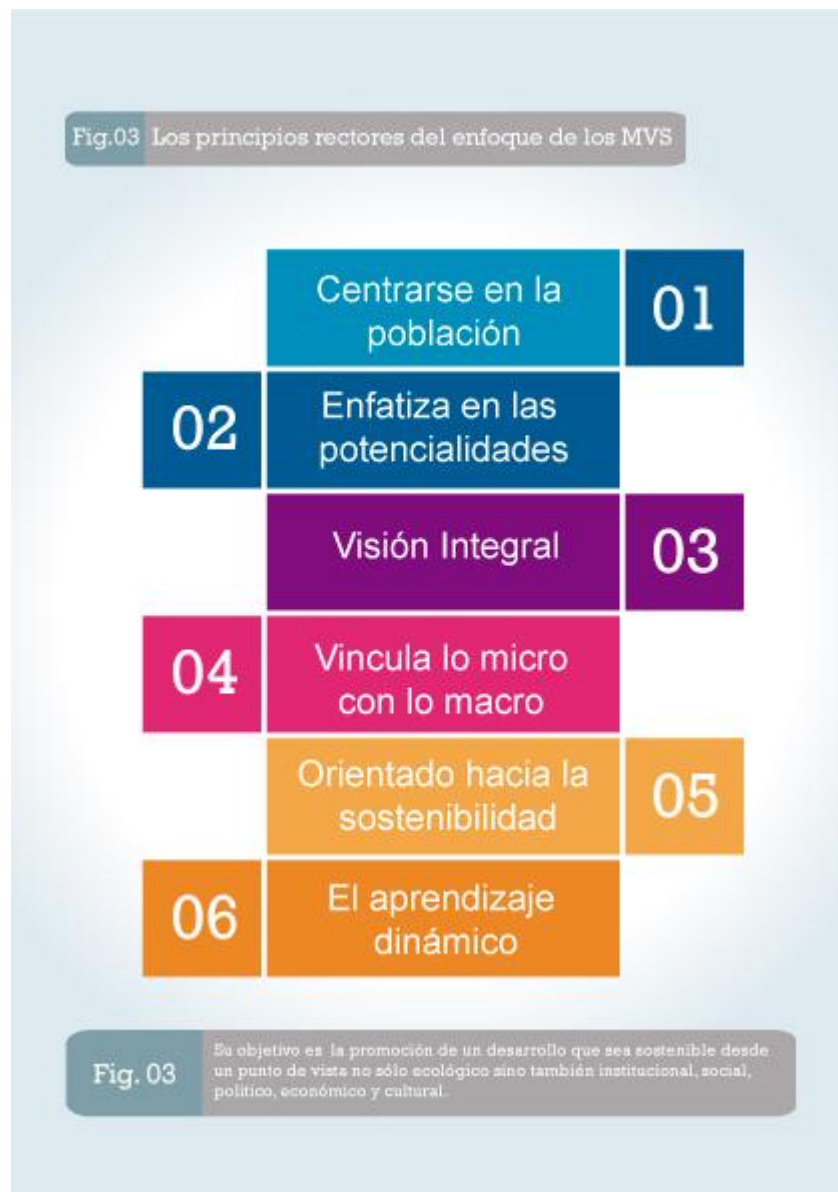 Fig.03 Los principios rectores del enfoque de los MVS
Centrarse en la
población
01
02
Enfatiza en las
potencialidades
Visión Integral
03
04
Vincula lo micro
con lo macro
Orientado hacia la
sostenibilidad
05
06
El aprendizaje
dinámico
Fig. 03
Su objetivo es la promoción de un desarrollo que sea sostenible desde
un punto de vista no sólo ecológico sino también institucional, social,
político, económico y cultural.